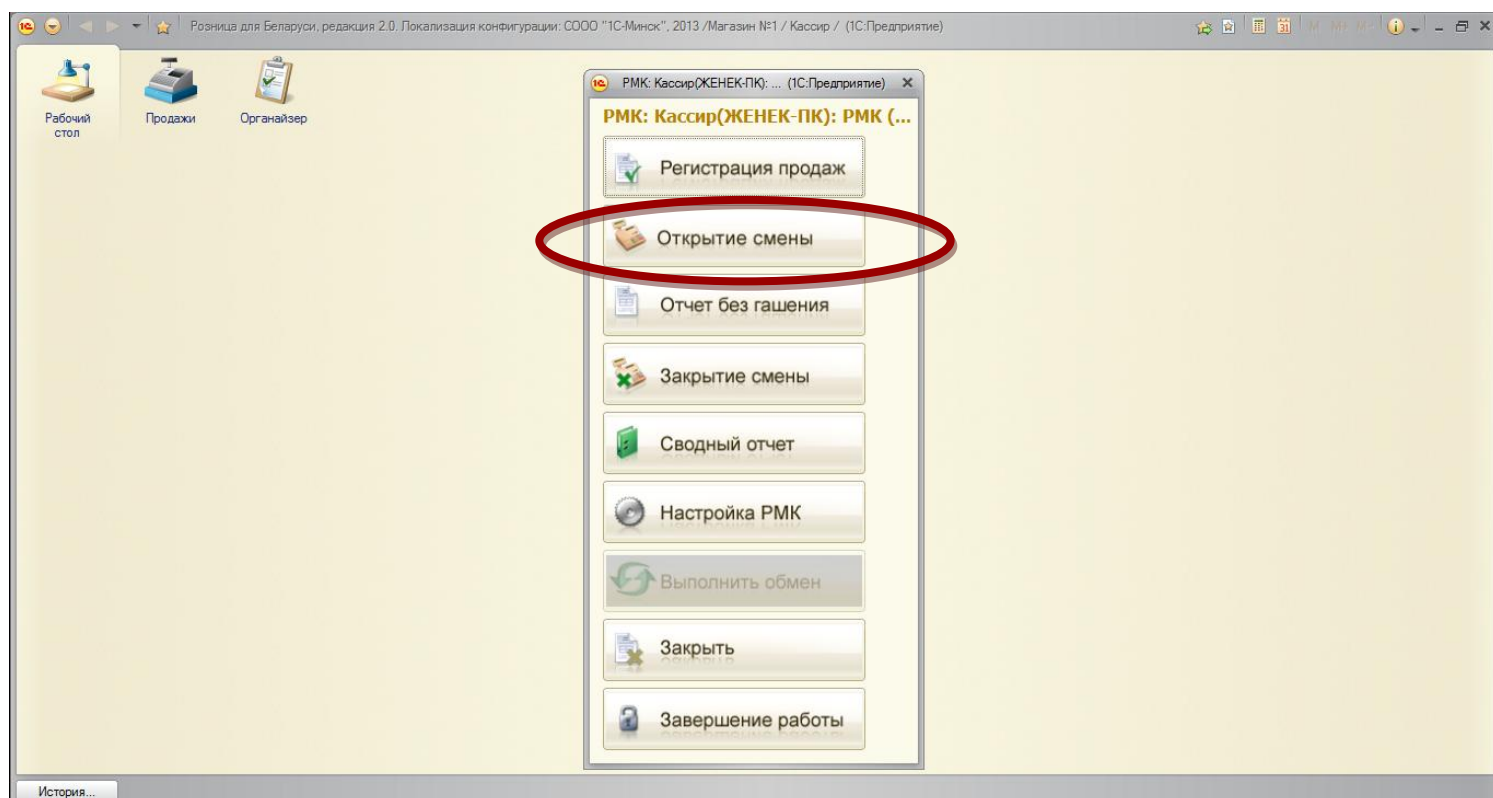 Розница для Беларуси, редакция 2.0. Локализация конфигурации: СООО "1С-Минск", 2013 /Магазин №1 / Кассир / (1С:Предприятие)
M M+ M-
Рабочий
стол
Продажи
Органайзер
РМК: Кассир(ЖЕНЕК-ПК): ... (1С:Предприятие)
РМК: Кассир(ЖЕНЕК-ПК): РМК (...
Регистрация продаж
Открытие смены
Отчет без гашения
Закрытие смены
Сводный отчет
Настройка РМК
Выполнить обмен
Закрыть
Завершение работы
История...